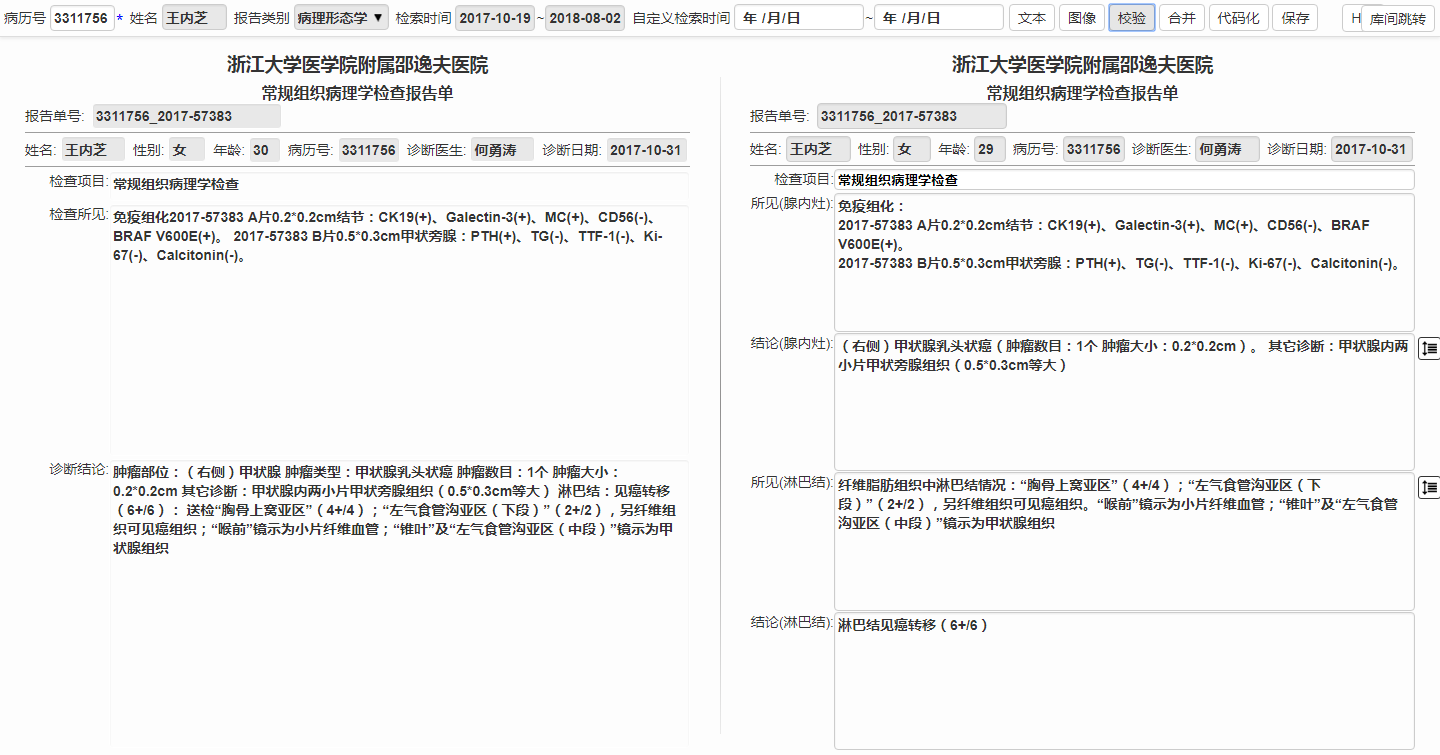 病历号 3311756 * 姓名 王内芝 报告类别 病理形态学 ▼ 检索时间 2017-10-19 ~ 2018-08-02 自定义检索时间 年 /月/日 ~ 年 /月/日 文本 图像 校验 合并 代码化 保存 H 库间跳转
浙江大学医学院附属邵逸夫医院
常规组织病理学检查报告单
报告单号: 3311756_2017-57383
姓名: 王内芝 性别: 女 年龄: 30 病历号: 3311756 诊断医生: 何勇涛 诊断日期: 2017-10-31
检查项目: 常规组织病理学检查
检查所见: 免疫组化2017-57383 A片0.2*0.2cm结节：CK19(+)、Galectin-3(+)、MC(+)、CD56(-)、
BRAF V600E(+)。 2017-57383 B片0.5*0.3cm甲状旁腺：PTH(+)、TG(-)、TTF-1(-)、Ki-
67(-)、Calcitonin(-)。
诊断结论: 肿瘤部位：（右侧）甲状腺 肿瘤类型：甲状腺乳头状癌 肿瘤数目：1个 肿瘤大小：
0.2*0.2cm 其它诊断：甲状腺内两小片甲状旁腺组织（0.5*0.3cm等大） 淋巴结：见癌转移
（6+/6）： 送检“胸骨上窝亚区”（4+/4）；“左气食管沟亚区（下段）”（2+/2），另纤维组
织可见癌组织；“喉前”镜示为小片纤维血管；“锥叶”及“左气食管沟亚区（中段）”镜示为甲
状腺组织
浙江大学医学院附属邵逸夫医院
常规组织病理学检查报告单
报告单号: 3311756_2017-57383
姓名: 王内芝 性别: 女 年龄: 29 病历号: 3311756 诊断医生: 何勇涛 诊断日期: 2017-10-31
检查项目: 常规组织病理学检查
所见(腺内灶): 免疫组化：
2017-57383 A片0.2*0.2cm结节：CK19(+)、Galectin-3(+)、MC(+)、CD56(-)、BRAF
V600E(+)。
2017-57383 B片0.5*0.3cm甲状旁腺：PTH(+)、TG(-)、TTF-1(-)、Ki-67(-)、Calcitonin(-)。
结论(腺内灶): （右侧）甲状腺乳头状癌（肿瘤数目：1个 肿瘤大小：0.2*0.2cm）。 其它诊断：甲状腺内两
小片甲状旁腺组织（0.5*0.3cm等大）
所见(淋巴结): 纤维脂肪组织中淋巴结情况：“胸骨上窝亚区”（4+/4）；“左气食管沟亚区（下
段）”（2+/2），另纤维组织可见癌组织。“喉前”镜示为小片纤维血管；“锥叶”及“左气食管
沟亚区（中段）”镜示为甲状腺组织
结论(淋巴结): 淋巴结见癌转移（6+/6）